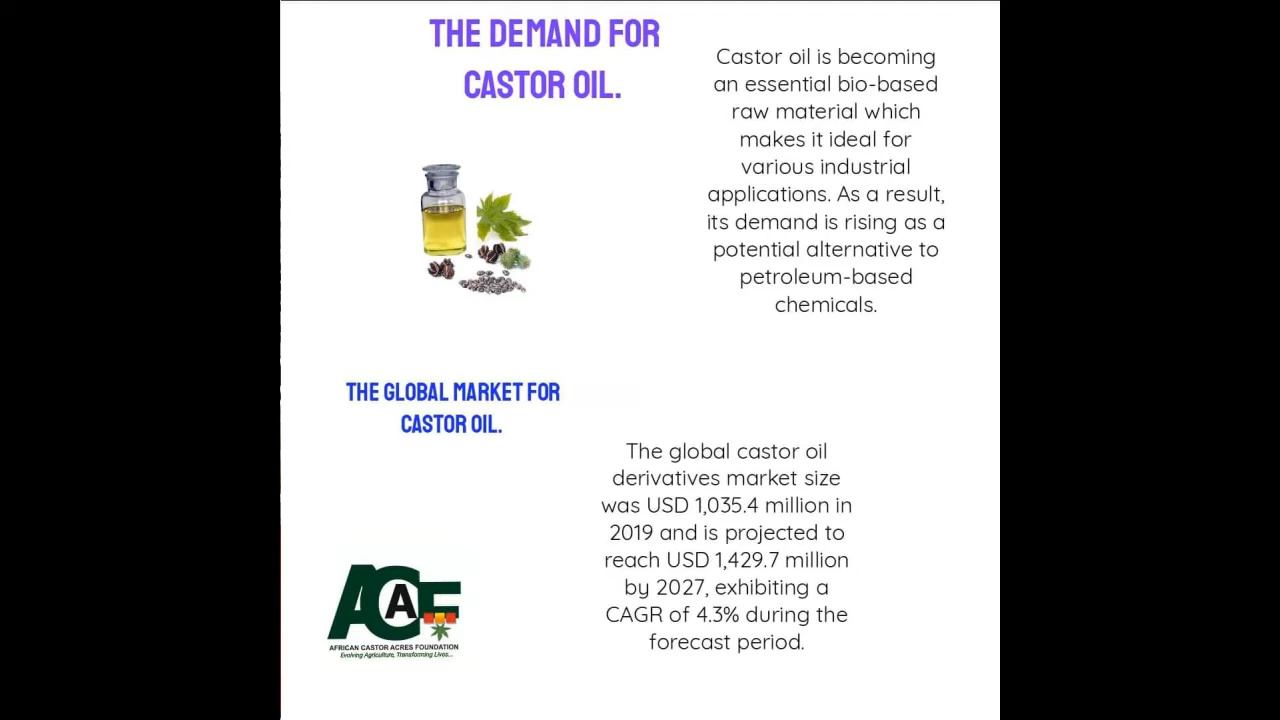 THE DEMAND FOR
CASTOR OIL.
Castor oil is becoming
an essential bio-based
raw material which
makes it ideal for
various industrial
applications. As a result,
its demand is rising as a
potential alternative to
petroleum-based
chemicals.
THE GLOBAL MARKET FOR
CASTOR OIL.
The global castor oil
derivatives market size
was USD 1,035.4 million in
2019 and is projected to
reach USD 1,429.7 million
by 2027, exhibiting a
CAGR of 4.3% during the
forecast period.
ACAF
AFRICAN CASTOR ACRES FOUNDATION
Evolving Agriculture, Transforming Lives...